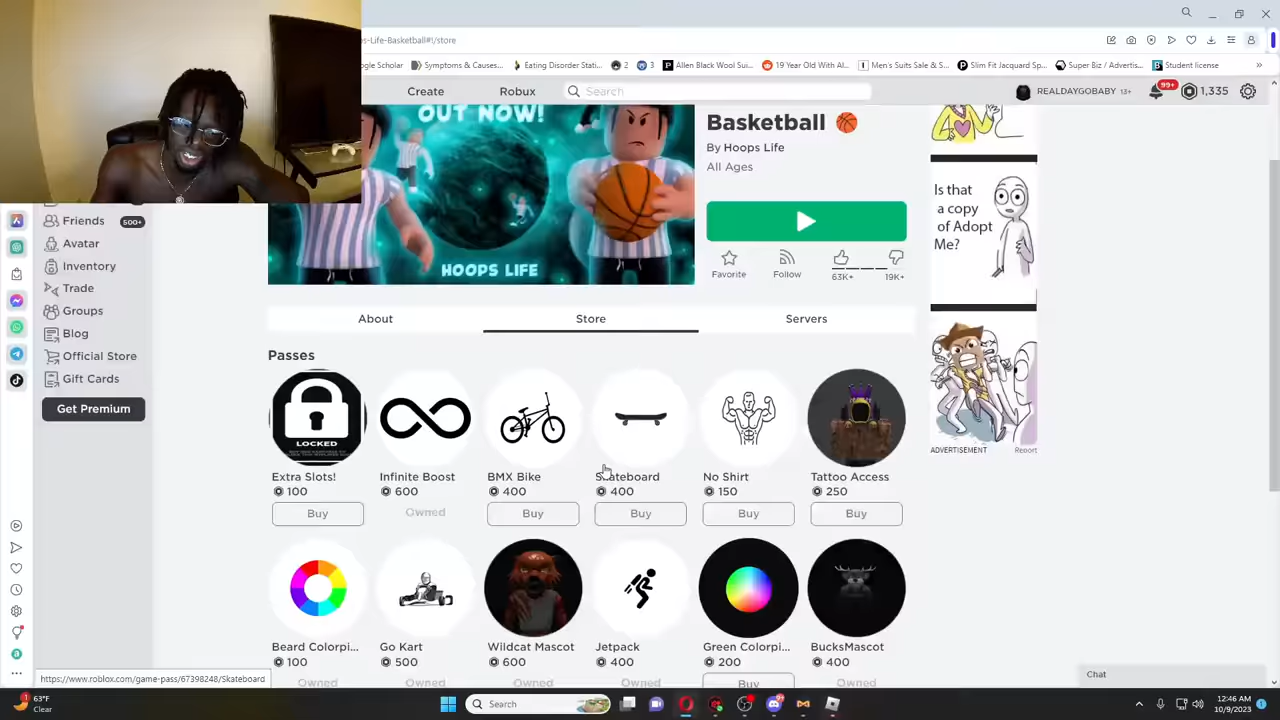 ps-Life-Basketball#!/store
gle Scholar
Symptoms & Causes...
Eating Disorder Stati...
2
3
Allen Black Wool Sui...
19 Year Old With Al...
Men's Suits Sale & S...
Slim Fit Jacquard Sp...
Super Biz / Advertis...
Student license
Create
Robux
Search
REALDAYGOBABY 13+
99+
1,335
OUT NOW!
HOOPS LIFE
Basketball
By Hoops Life
All Ages
Favorite
Follow
63K+
19K+
Is that
a copy
of Adopt
Me?
ADVERTISEMENT
Report
Friends
500+
Avatar
Inventory
Trade
Groups
Blog
Official Store
Gift Cards
Get Premium
About
Store
Servers
Passes
LOCKED
Extra Slots!
100
Buy
Infinite Boost
600
Owned
BMX Bike
400
Buy
Skateboard
400
Buy
No Shirt
150
Buy
Tattoo Access
250
Buy
Beard Colorpi...
100
Owned
Go Kart
500
Owned
Wildcat Mascot
600
Owned
Jetpack
400
Owned
Green Colorpi...
200
Buy
BucksMascot
400
Owned
https://www.roblox.com/game-pass/67398248/Skateboard
Chat
63°F
Clear
Search
12:46 AM
10/9/2023